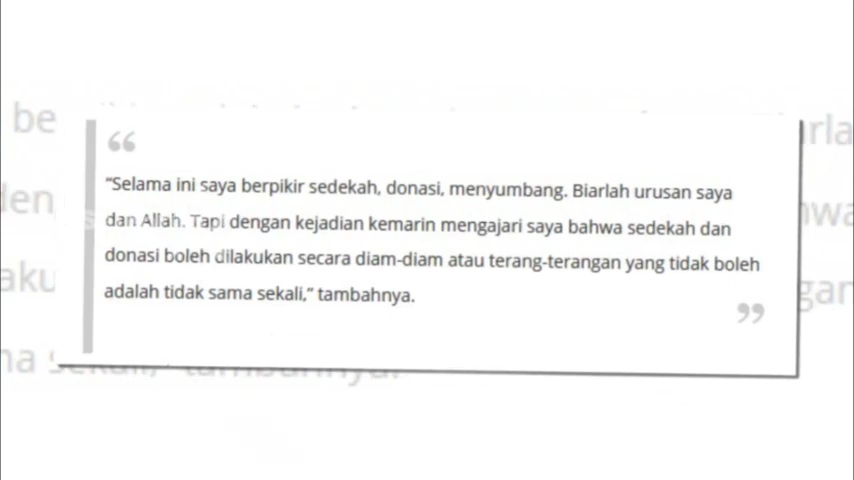 “
“Selama ini saya berpikir sedekah, donasi, menyumbang. Biarlah urusan saya
dan Allah. Tapi dengan kejadian kemarin mengajari saya bahwa sedekah dan
donasi boleh dilakukan secara diam-diam atau terang-terangan yang tidak boleh
adalah tidak sama sekali,” tambahnya.
”